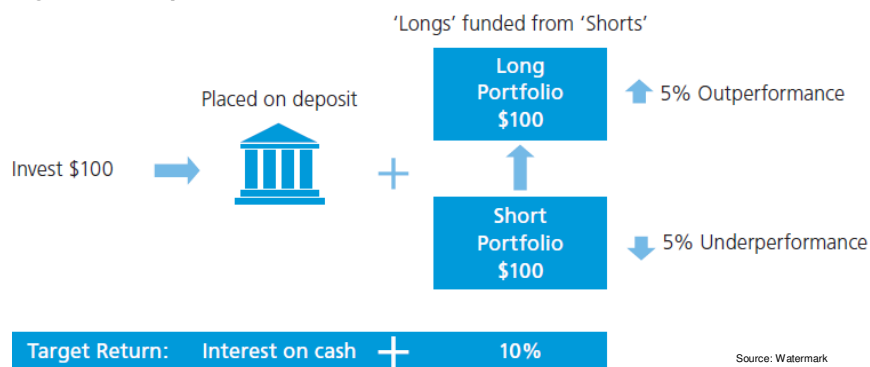 'Longs' funded from 'Shorts'
Long
Portfolio
$100
5% Outperformance
Placed on deposit
Invest $100
+
Short
Portfolio
$100
5% Underperformance
Target Return: Interest on cash + 10%
Source: Watermark